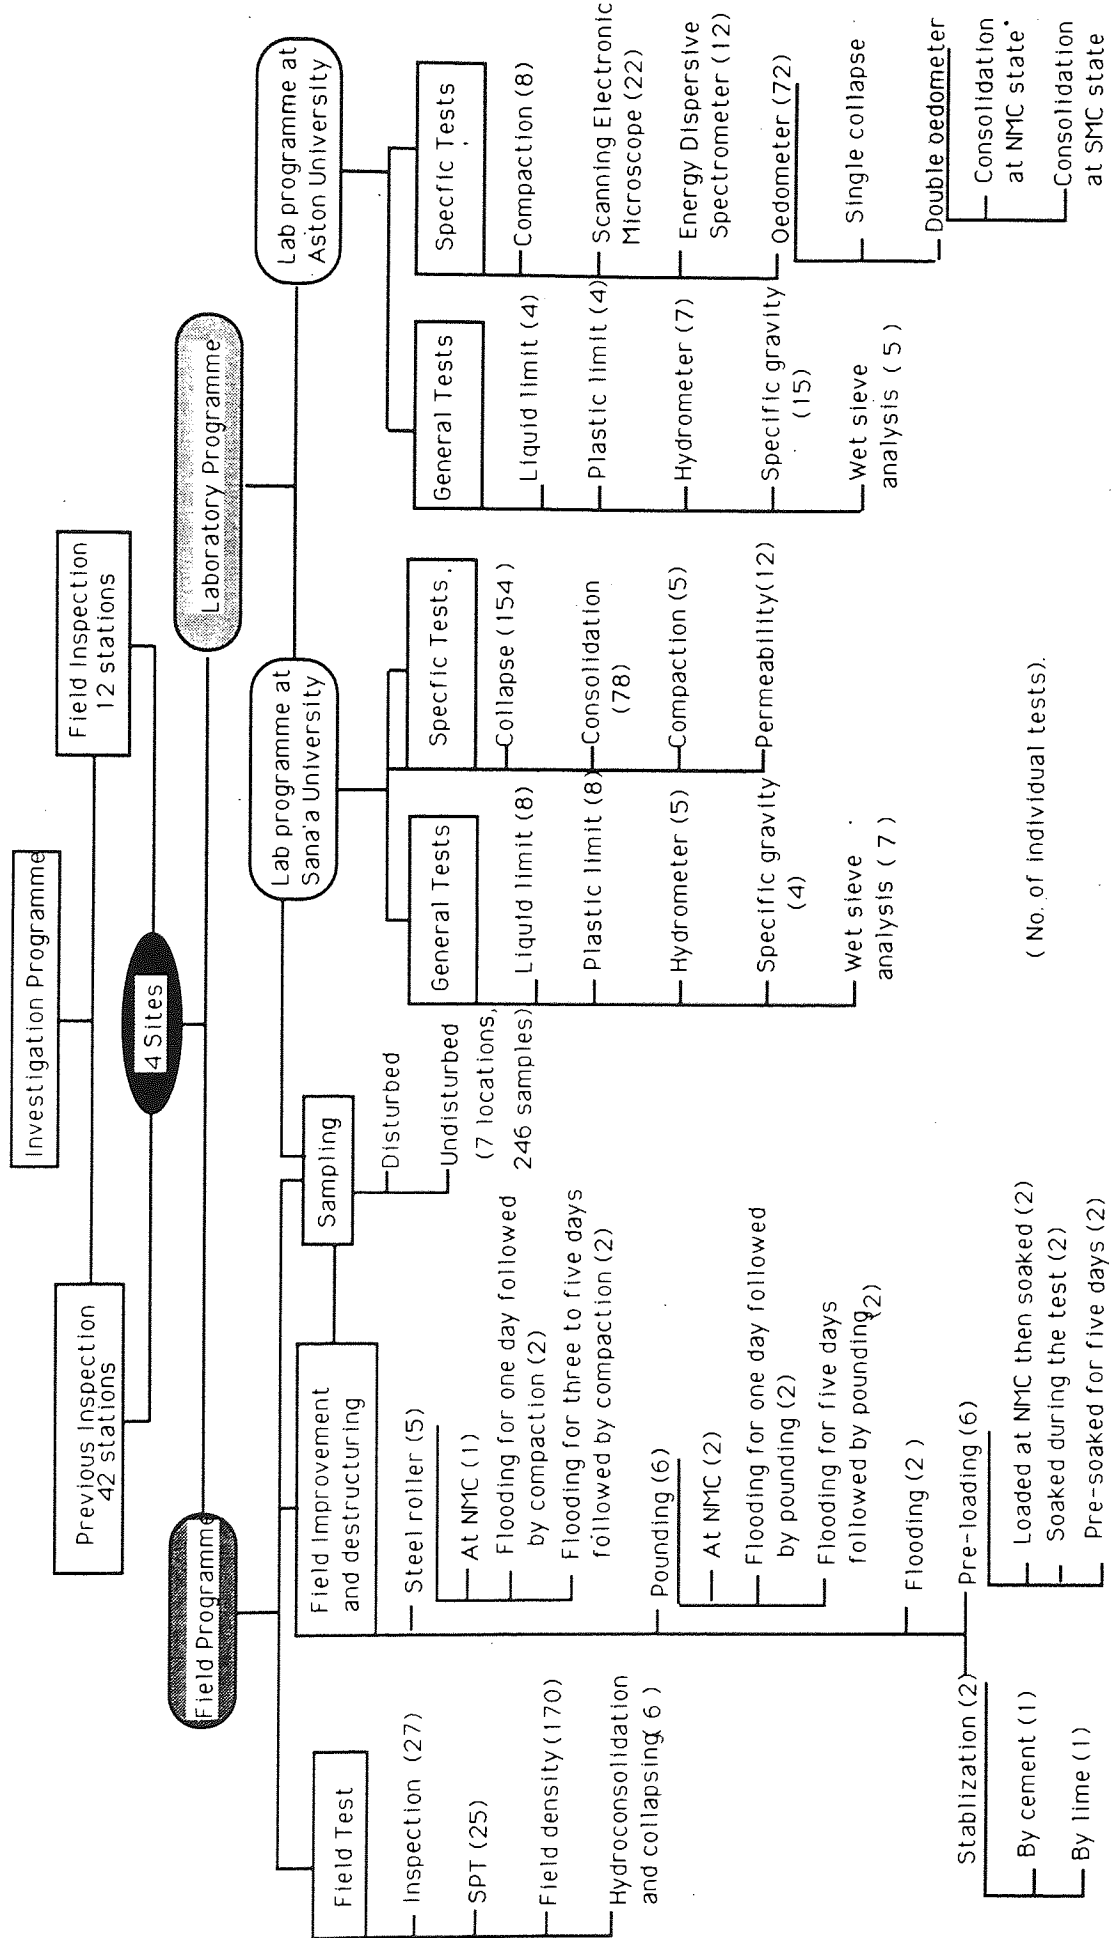 Investigation Programme
Previous Inspection
42 stations
Field Inspection
12 stations
4 Sites
Field Programme
Laboratory Programme
Field Test
Inspection (27)
SPT (25)
Field density (170)
Hydroconsolidation
and collapsing( 6 )
Field Improvement
and destructuring
Steel roller (5)
At NMC (1)
Flooding for one day followed
by compaction (2)
Flooding for three to five days
followed by compaction (2)
Pounding (6)
At NMC (2)
Flooding for one day followed
by pounding (2)
Flooding for five days
followed by pounding (2)
Flooding (2)
Pre-loading (6)
Loaded at NMC then soaked (2)
Soaked during the test (2)
Pre-soaked for five days (2)
Stablization (2)
By cement (1)
By lime (1)
Sampling
Disturbed
Undisturbed
(7 locations,
246 samples)
Lab programme at
Sana'a University
General Tests
Liquid limit (8)
Plastic limit (8)
Hydrometer (5)
Specific gravity
(4)
Wet sieve
analysis ( 7 )
Specfic Tests
Collapse (154 )
Consolidation
(78)
Compaction (5)
Permeability(12)
Lab programme at
Aston University
General Tests
Liquid limit (4)
Plastic limit (4)
Hydrometer (7)
Specific gravity
(15)
Wet sieve
analysis ( 5 )
Specfic Tests
Compaction (8)
Scanning Electronic
Microscope (22)
Energy Dispersive
Spectrometer (12)
Oedometer (72)
Single collapse
Double oedometer
Consolidation
at NMC state
Consolidation
at SMC state
( No. of individual tests).